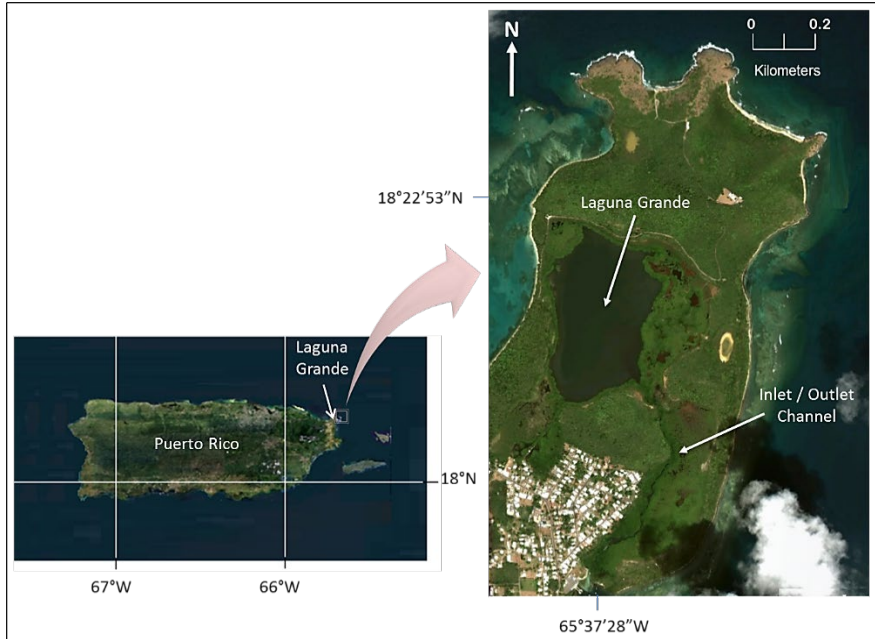 N
0 0.2
Kilometers
18°22’53”N
Laguna Grande
Inlet / Outlet
Channel
65°37’28”W
Laguna
Grande
Puerto Rico
18°N
67°W
66°W